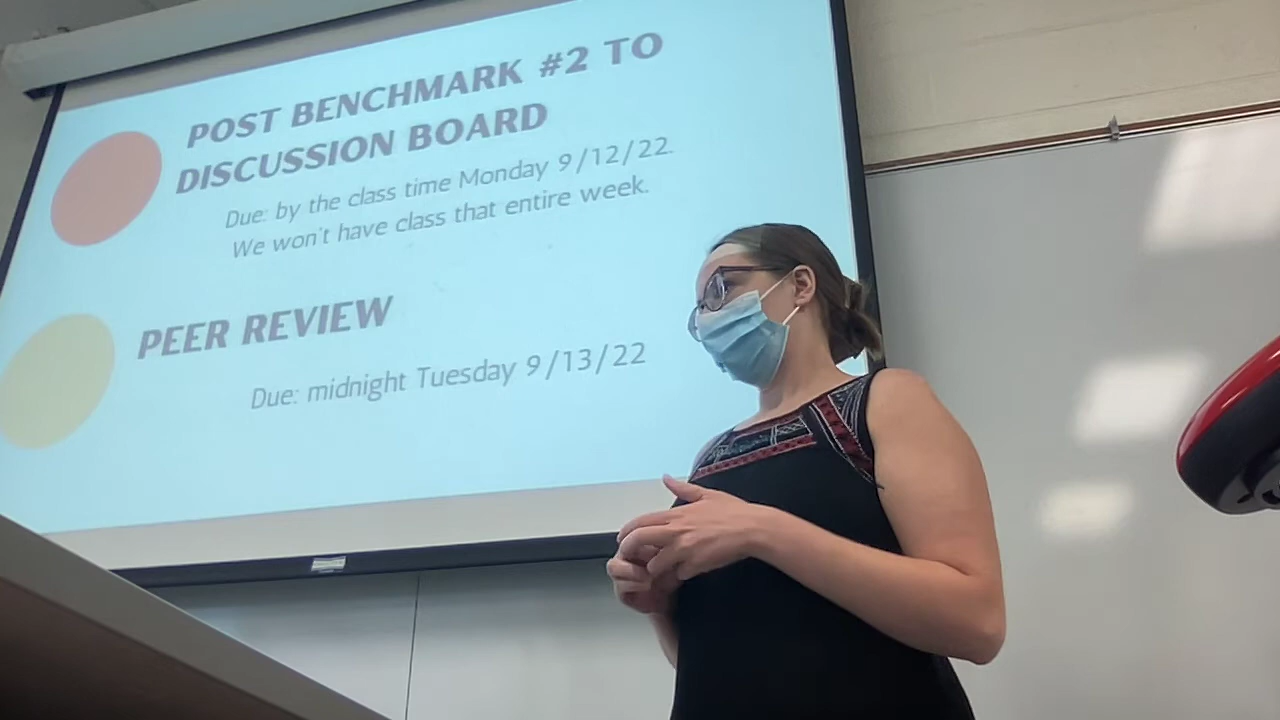 POST BENCHMARK #2 TO
DISCUSSION BOARD
Due: by the class time Monday 9/12/22.
We won't have class that entire week.
PEER REVIEW
Due: midnight Tuesday 9/13/22